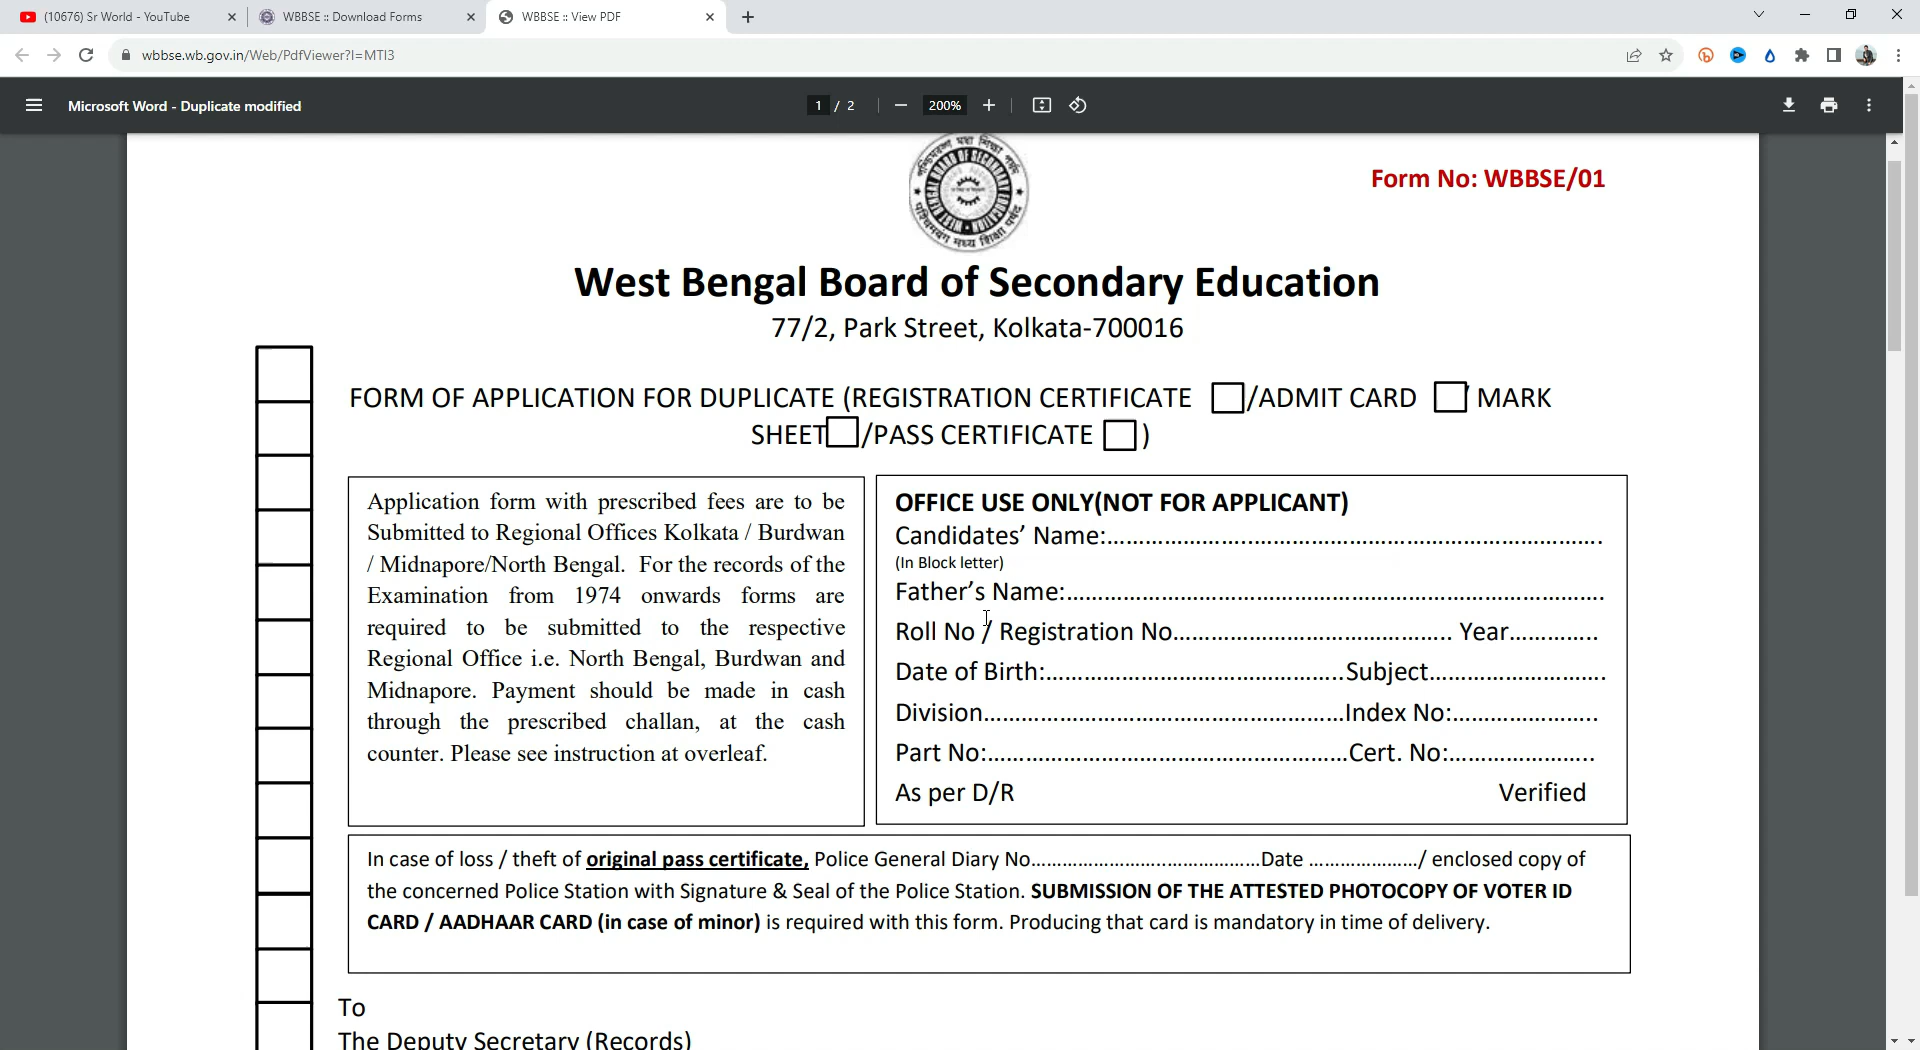 (10676) Sr World - YouTube
WBBSE :: Download Forms
WBBSE :: View PDF
wbbse.wb.gov.in/Web/PdfViewer?I=MTI3
Microsoft Word - Duplicate modified
1 / 2
200%
Form No: WBBSE/01
West Bengal Board of Secondary Education
77/2, Park Street, Kolkata-700016
FORM OF APPLICATION FOR DUPLICATE (REGISTRATION CERTIFICATE /ADMIT CARD / MARK
SHEET /PASS CERTIFICATE )
Application form with prescribed fees are to be
Submitted to Regional Offices Kolkata / Burdwan
/ Midnapore/North Bengal. For the records of the
Examination from 1974 onwards forms are
required to be submitted to the respective
Regional Office i.e. North Bengal, Burdwan and
Midnapore. Payment should be made in cash
through the prescribed challan, at the cash
counter. Please see instruction at overleaf.
OFFICE USE ONLY(NOT FOR APPLICANT)
Candidates’ Name:..............................................................................
(In Block letter)
Father’s Name:.....................................................................................
Roll No / Registration No............................................ Year..............
Date of Birth:...............................................Subject............................
Division.........................................................Index No:.......................
Part No:.........................................................Cert. No:.......................
As per D/R Verified
In case of loss / theft of original pass certificate, Police General Diary No.........................................Date ...................../ enclosed copy of
the concerned Police Station with Signature & Seal of the Police Station. SUBMISSION OF THE ATTESTED PHOTOCOPY OF VOTER ID
CARD / AADHAAR CARD (in case of minor) is required with this form. Producing that card is mandatory in time of delivery.
To
The Deputy Secretary (Records)